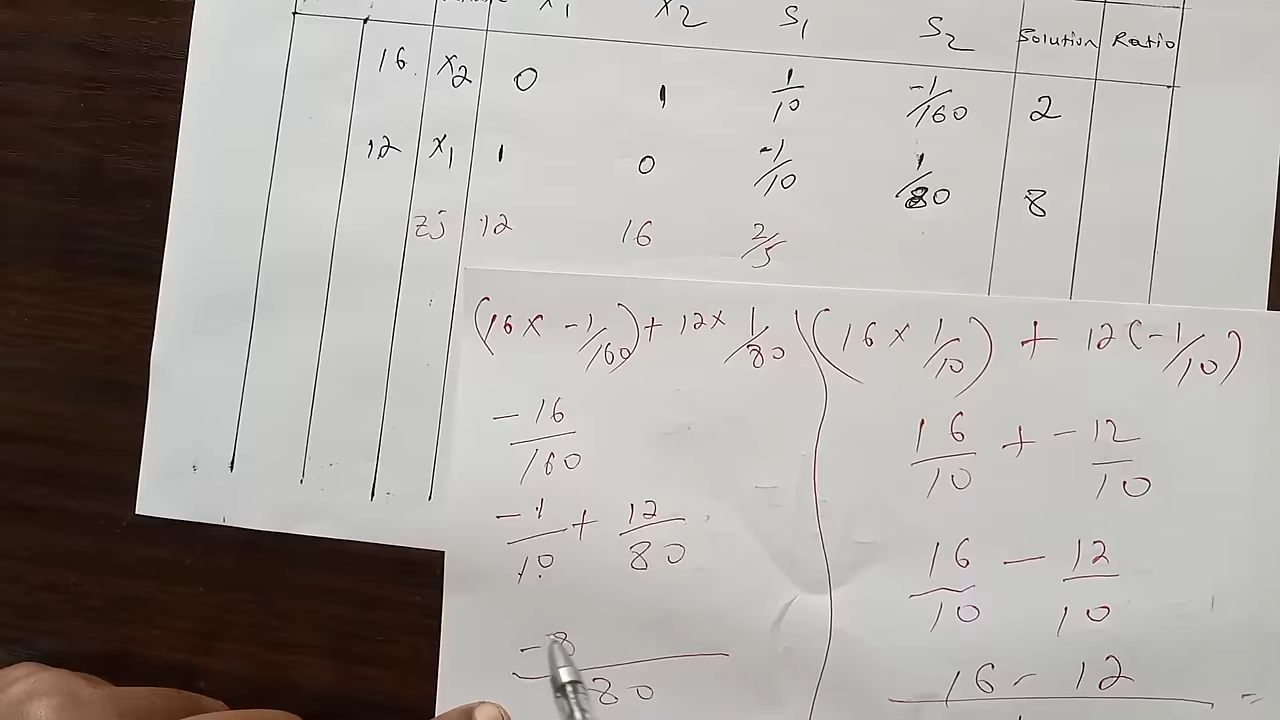 x1 x2 s1 s2 Solution Ratio
16 x2 0 1 1/10 -1/160 2
12 x1 1 0 -1/10 1/80 8
zj 12 16 2/5
(16 x -1/160) + 12 x 1/80
-16/160
-1/10 + 12/80
-8/80
(16 x 1/10) + 12(-1/10)
16/10 + -12/10
16/10 - 12/10
16 - 12 =